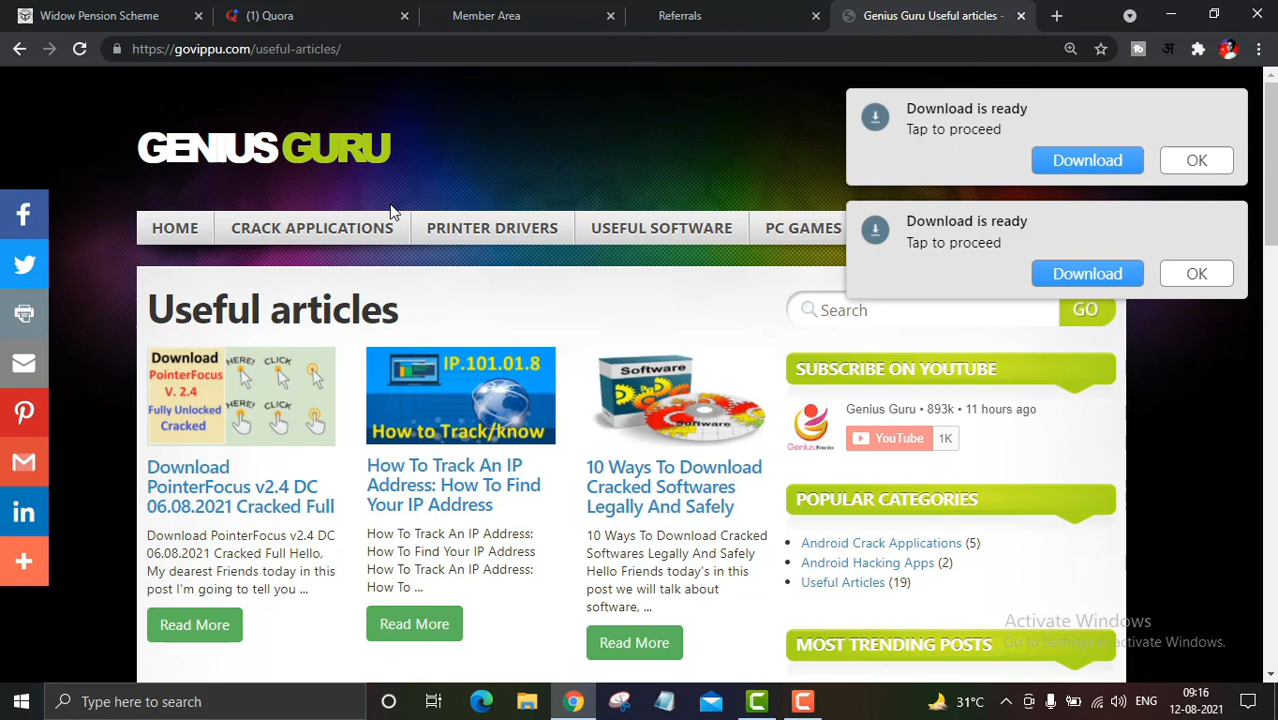 Widow Pension Scheme
(1) Quora
Member Area
Referrals
Genius Guru Useful articles -
https://govippu.com/useful-articles/
अ
Download is ready
Tap to proceed
Download OK
Download is ready
Tap to proceed
Download OK
GENIUS GURU
HOME
CRACK APPLICATIONS
PRINTER DRIVERS
USEFUL SOFTWARE
PC GAMES
Useful articles
Search
GO
Download
PointerFocus
V. 2.4
Fully Unlocked
Cracked
HERE! CLICK
HERE! CLICK
Download
PointerFocus v2.4 DC
06.08.2021 Cracked Full
Download PointerFocus v2.4 DC
06.08.2021 Cracked Full Hello,
My dearest Friends today in this
post I'm going to tell you ...
Read More
IP.101.01.8
How to Track/know
How To Track An IP
Address: How To Find
Your IP Address
How To Track An IP Address:
How To Find Your IP Address
How To Track An IP Address:
How To ...
Read More
Software
Software
10 Ways To Download
Cracked Softwares
Legally And Safely
10 Ways To Download Cracked
Softwares Legally And Safely
Hello Friends today's in this
post we will talk about
software, ...
Read More
SUBSCRIBE ON YOUTUBE
Genius Guru • 893k • 11 hours ago
YouTube 1K
POPULAR CATEGORIES
Android Crack Applications (5)
Android Hacking Apps (2)
Useful Articles (19)
MOST TRENDING POSTS
Activate Windows
Go to Settings to activate Windows.
Type here to search
31°C
ENG
09:16
12-08-2021